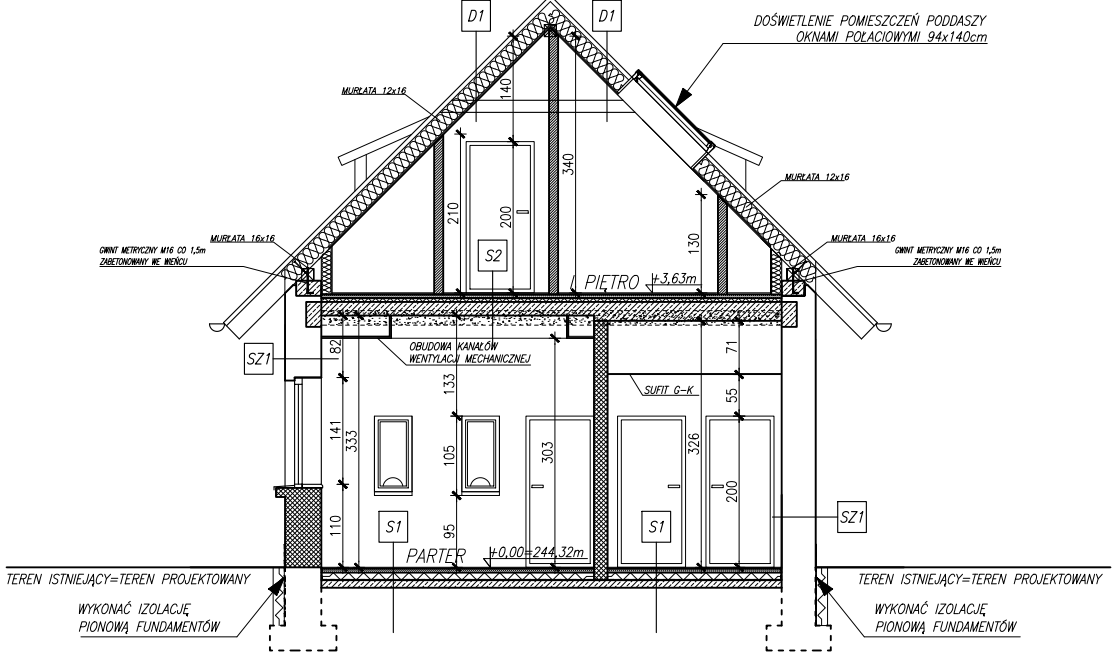 D1
D1
DOŚWIETLENIE POMIESZCZEŃ PODDASZY
OKNAMI POŁACIOWYMI 94x140cm
MURŁATA 12x16
140
340
MURŁATA 12x16
210
200
130
MURŁATA 16x16
GWINT METRYCZNY M16 CO 1,5m
ZABETONOWANY WE WIEŃCU
S2
MURŁATA 16x16
GWINT METRYCZNY M16 CO 1,5m
ZABETONOWANY WE WIEŃCU
I PIĘTRO
+3,63m
SZ1
82
OBUDOWA KANAŁÓW
WENTYLACJI MECHANICZNEJ
71
133
SUFIT G-K
55
141
333
105
303
326
200
110
S1
95
S1
SZ1
PARTER
+0,00=244,32m
TEREN ISTNIEJĄCY=TEREN PROJEKTOWANY
TEREN ISTNIEJĄCY=TEREN PROJEKTOWANY
WYKONAĆ IZOLACJĘ
PIONOWĄ FUNDAMENTÓW
WYKONAĆ IZOLACJĘ
PIONOWĄ FUNDAMENTÓW